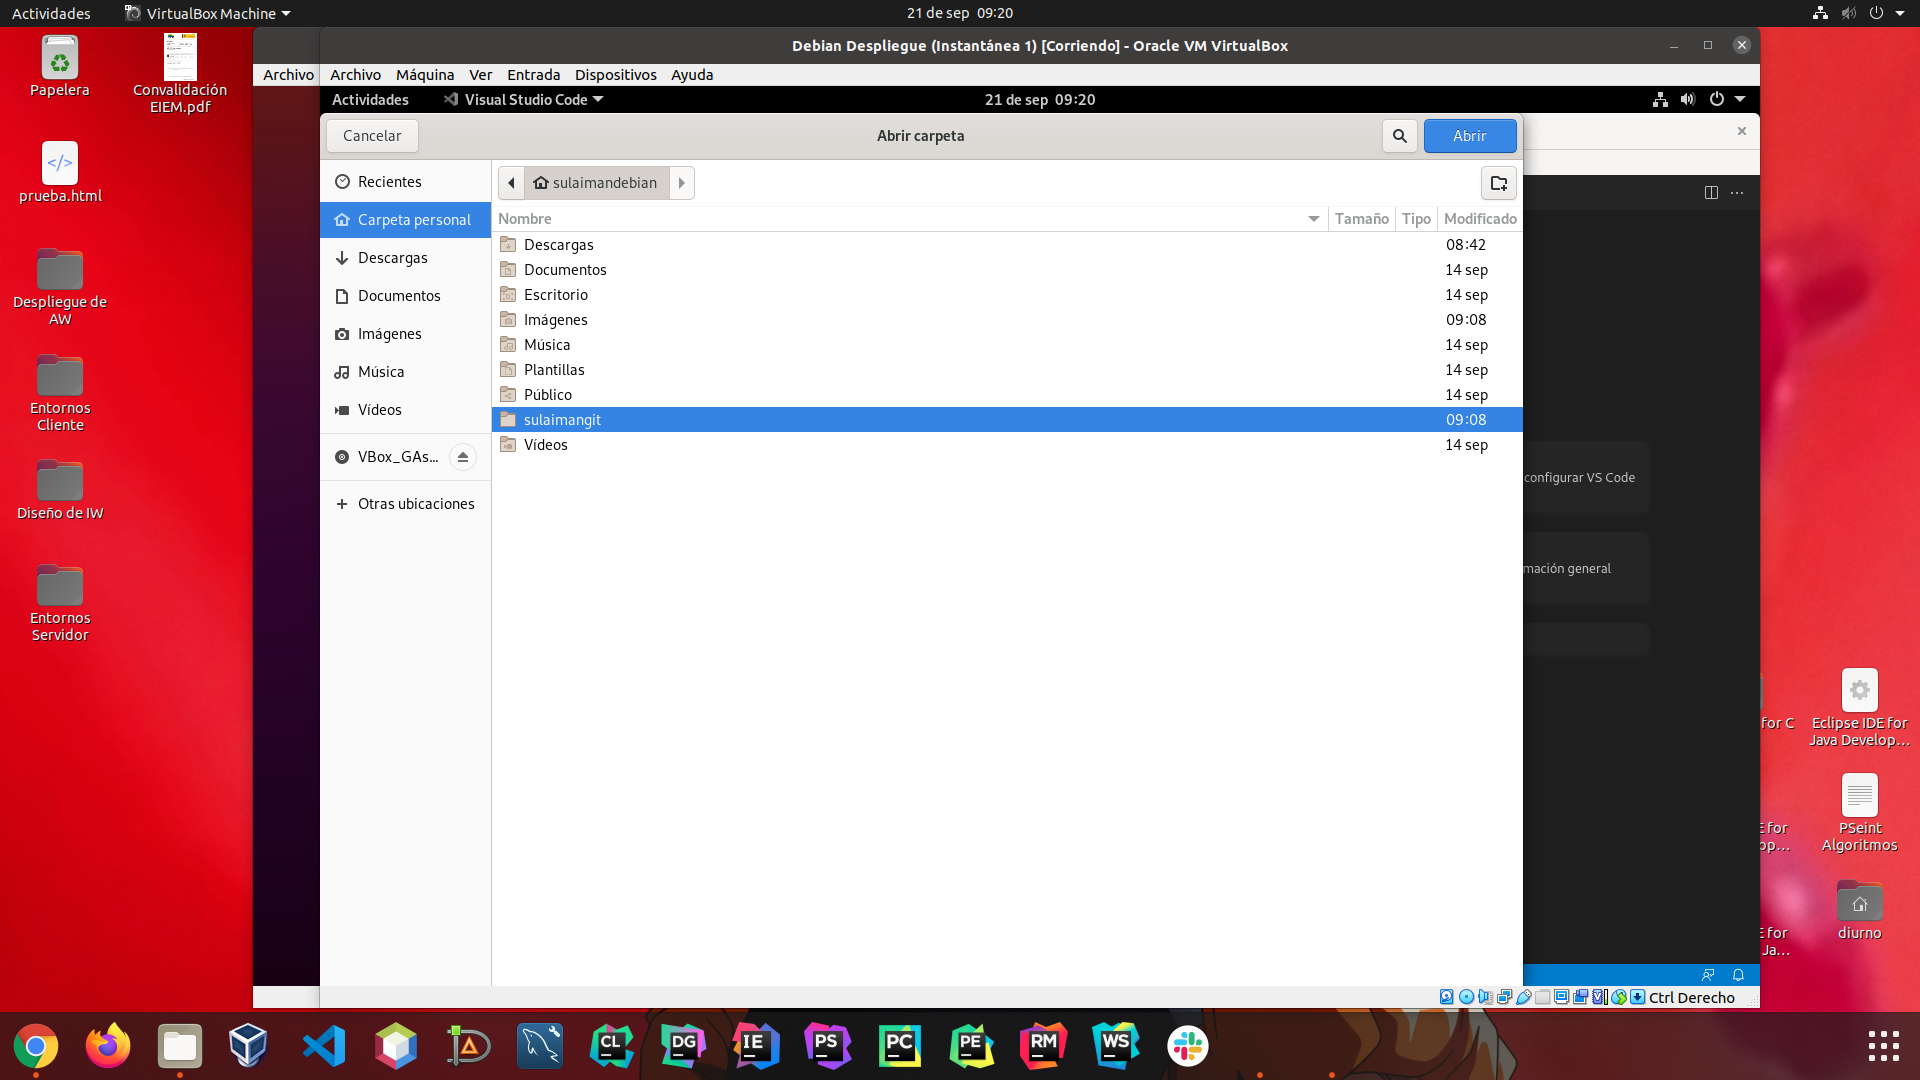 Actividades
VirtualBox Machine
21 de sep 09:20
Papelera
Convalidación
EIEM.pdf
prueba.html
Despliegue de
AW
Entornos
Cliente
Diseño de IW
Entornos
Servidor
Debian Despliegue (Instantánea 1) [Corriendo] - Oracle VM VirtualBox
Archivo
Archivo Máquina Ver Entrada Dispositivos Ayuda
Actividades
Visual Studio Code
21 de sep 09:20
Cancelar
Abrir carpeta
Abrir
Recientes
Carpeta personal
Descargas
Documentos
Imágenes
Música
Vídeos
VBox_GAs...
Otras ubicaciones
sulaimandebian
Nombre Tamaño Tipo Modificado
Descargas 08:42
Documentos 14 sep
Escritorio 14 sep
Imágenes 09:08
Música 14 sep
Plantillas 14 sep
Público 14 sep
sulaimangit 09:08
Vídeos 14 sep
configurar VS Code
mación general
Ctrl Derecho
for C
Eclipse IDE for
Java Develop...
E for
op...
PSeint
Algoritmos
E for
Ja...
diurno
CL
DG
IE
PS
PC
PE
RM
WS